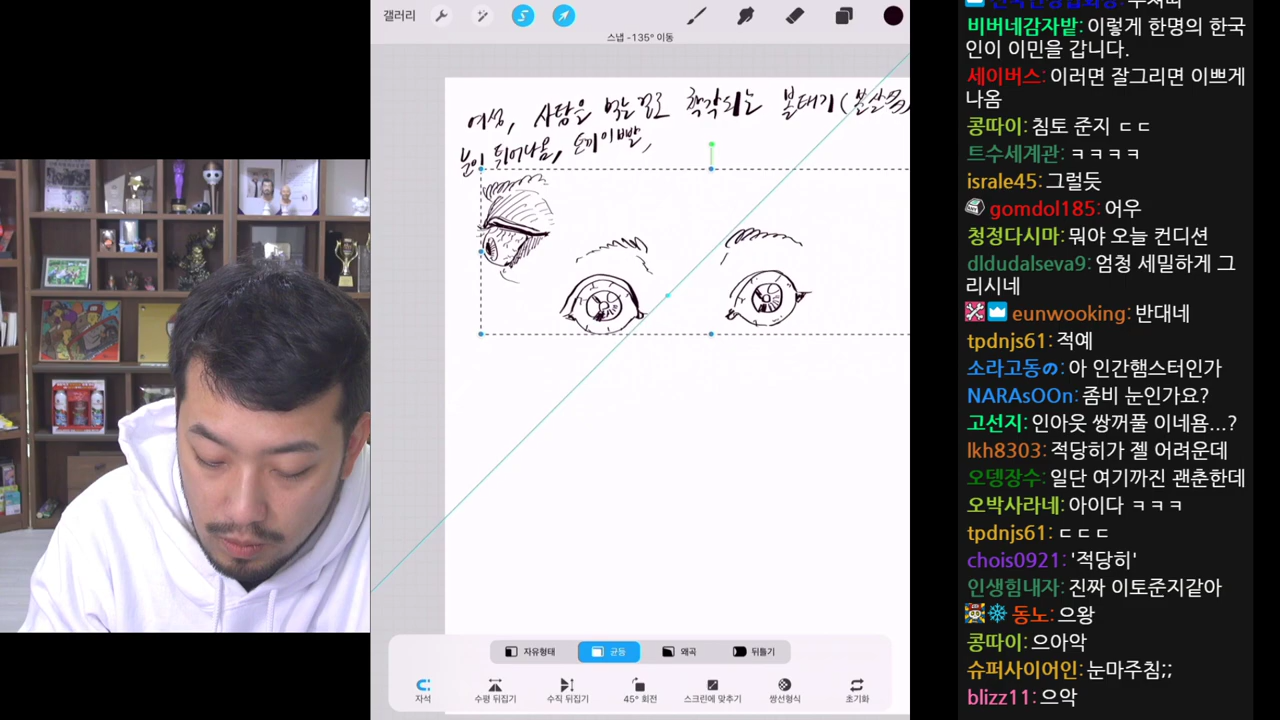 갤러리
스냅 -135° 이동
여성, 사탕을 먹는걸로 착각되는 볼태기(볼살쪽)
눈이 튀어나옴, 토끼이빨,
자유형태
균등
왜곡
뒤틀기
자석
수평 뒤집기
수직 뒤집기
45° 회전
스크린에 맞추기
쌍선형식
초기화
비버네감자밭: 이렇게 한명의 한국
인이 이민을 갑니다.
세이버스: 이러면 잘그리면 이쁘게
나옴
콩따이: 침토 준지 ㄷㄷ
트수세계관: ㅋㅋㅋㅋ
israle45: 그럴듯
gomdol185: 어우
청정다시마: 뭐야 오늘 컨디션
dldudalseva9: 엄청 세밀하게 그
리시네
eunwooking: 반대네
tpdnjs61: 적예
소라고동の: 아 인간햄스터인가
NARAsOOn: 좀비 눈인가요?
고선지: 인아웃 쌍꺼풀 이네욤...?
lkh8303: 적당히가 젤 어려운데
오뎅장수: 일단 여기까진 괜춘한데
오박사라네: 아이다 ㅋㅋㅋ
tpdnjs61: ㄷㄷㄷ
chois0921: '적당히'
인생힘내자: 진짜 이토준지같아
동노: 으왕
콩따이: 으아악
슈퍼사이어인: 눈마주침;;
blizz11: 으악